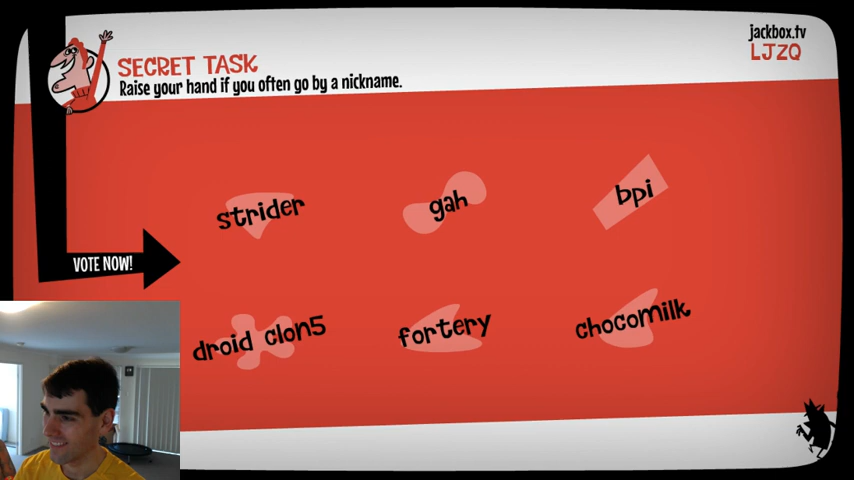 jackbox.tv
LJZQ
SECRET TASK
Raise your hand if you often go by a nickname.
strider
gah
bpi
VOTE NOW!
droid clon5
fortery
chocomilk